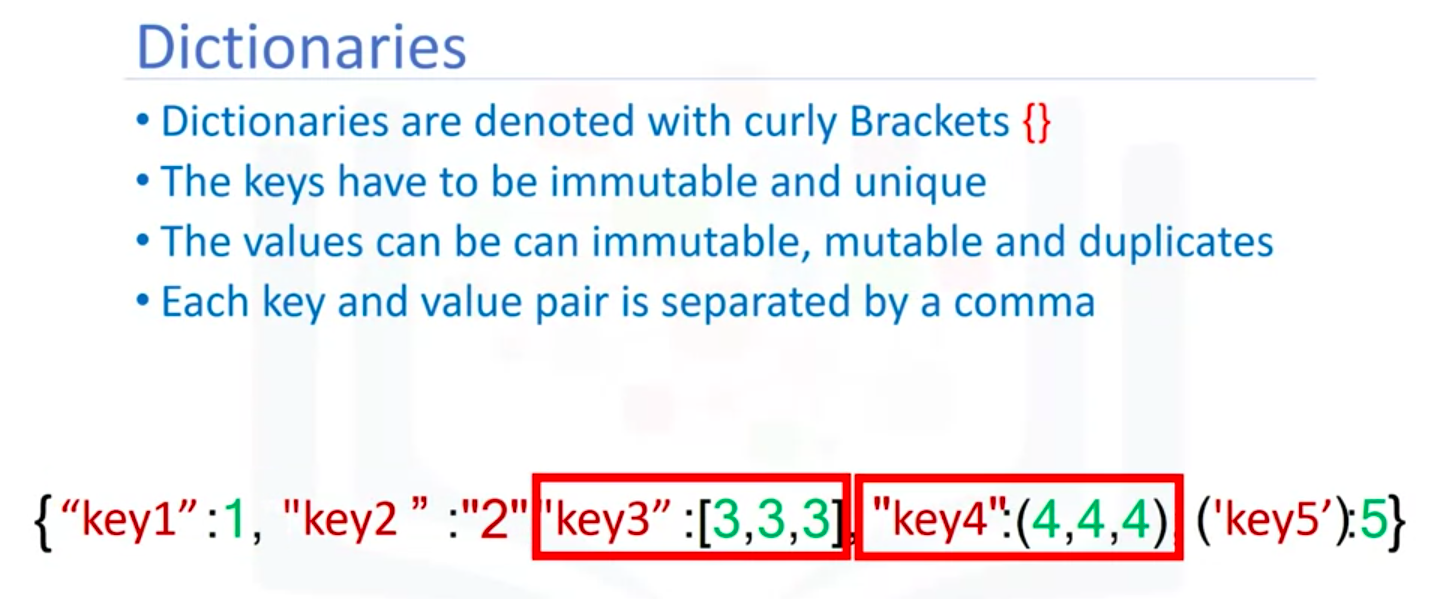 Dictionaries
• Dictionaries are denoted with curly Brackets {}
• The keys have to be immutable and unique
• The values can be can immutable, mutable and duplicates
• Each key and value pair is separated by a comma
{“key1” :1, "key2 ” :"2" 'key3” :[3,3,3], "key4":(4,4,4) ('key5’):5}